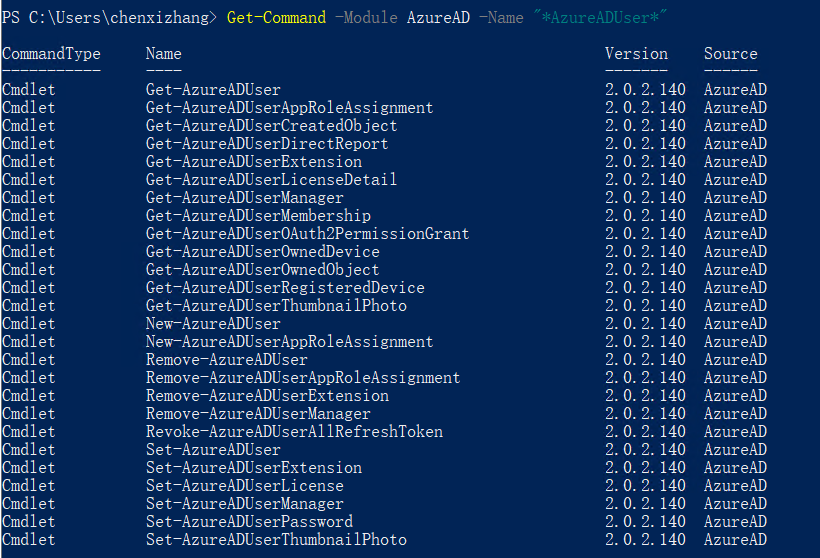 PS C:\Users\chenxizhang> Get-Command -Module AzureAD -Name "*AzureADUser*"
CommandType Name Version Source
----------- ---- ------- ------
Cmdlet Get-AzureADUser 2.0.2.140 AzureAD
Cmdlet Get-AzureADUserAppRoleAssignment 2.0.2.140 AzureAD
Cmdlet Get-AzureADUserCreatedObject 2.0.2.140 AzureAD
Cmdlet Get-AzureADUserDirectReport 2.0.2.140 AzureAD
Cmdlet Get-AzureADUserExtension 2.0.2.140 AzureAD
Cmdlet Get-AzureADUserLicenseDetail 2.0.2.140 AzureAD
Cmdlet Get-AzureADUserManager 2.0.2.140 AzureAD
Cmdlet Get-AzureADUserMembership 2.0.2.140 AzureAD
Cmdlet Get-AzureADUserOAuth2PermissionGrant 2.0.2.140 AzureAD
Cmdlet Get-AzureADUserOwnedDevice 2.0.2.140 AzureAD
Cmdlet Get-AzureADUserOwnedObject 2.0.2.140 AzureAD
Cmdlet Get-AzureADUserRegisteredDevice 2.0.2.140 AzureAD
Cmdlet Get-AzureADUserThumbnailPhoto 2.0.2.140 AzureAD
Cmdlet New-AzureADUser 2.0.2.140 AzureAD
Cmdlet New-AzureADUserAppRoleAssignment 2.0.2.140 AzureAD
Cmdlet Remove-AzureADUser 2.0.2.140 AzureAD
Cmdlet Remove-AzureADUserAppRoleAssignment 2.0.2.140 AzureAD
Cmdlet Remove-AzureADUserExtension 2.0.2.140 AzureAD
Cmdlet Remove-AzureADUserManager 2.0.2.140 AzureAD
Cmdlet Revoke-AzureADUserAllRefreshToken 2.0.2.140 AzureAD
Cmdlet Set-AzureADUser 2.0.2.140 AzureAD
Cmdlet Set-AzureADUserExtension 2.0.2.140 AzureAD
Cmdlet Set-AzureADUserLicense 2.0.2.140 AzureAD
Cmdlet Set-AzureADUserManager 2.0.2.140 AzureAD
Cmdlet Set-AzureADUserPassword 2.0.2.140 AzureAD
Cmdlet Set-AzureADUserThumbnailPhoto 2.0.2.140 AzureAD